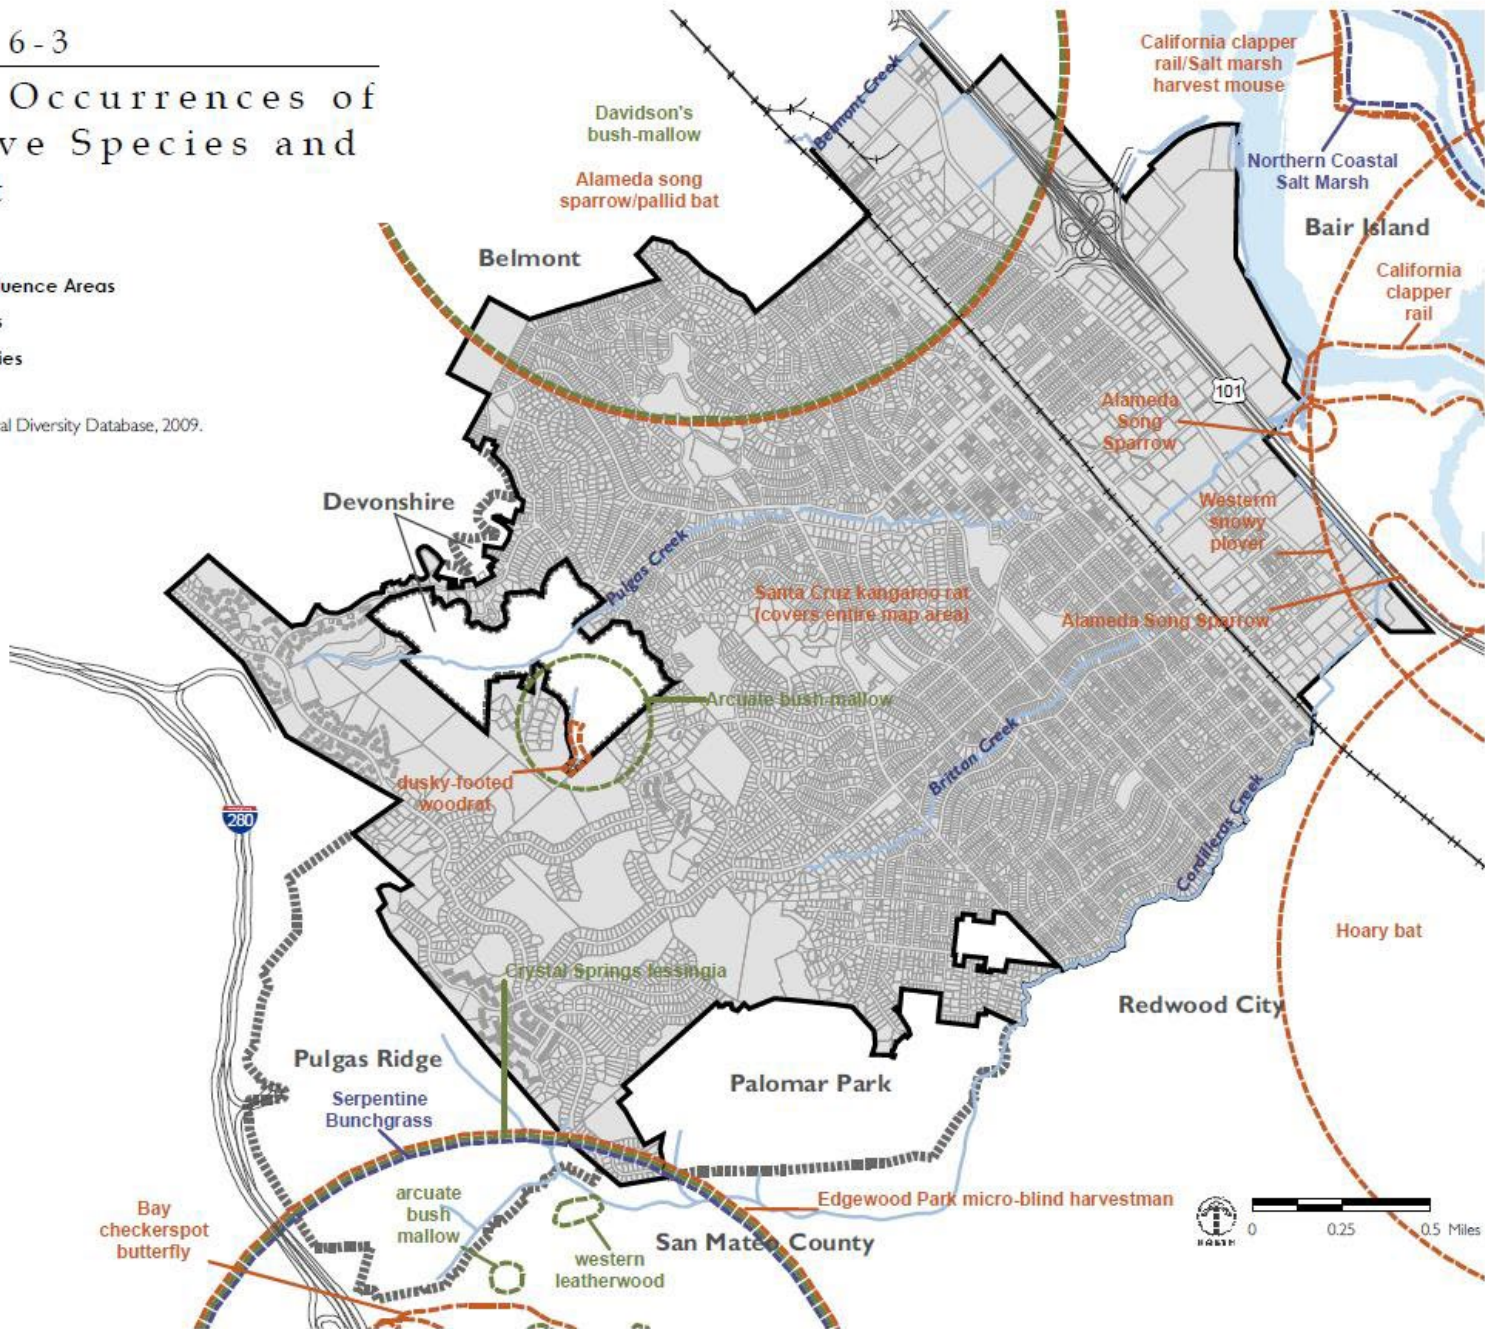 6-3
Occurrences of
ve Species and
uence Areas
s
ies
al Diversity Database, 2009.
Belmont Creek
California clapper
rail/Salt marsh
harvest mouse
Davidson's
bush-mallow
Northern Coastal
Salt Marsh
Alameda song
sparrow/pallid bat
Bair Island
Belmont
California
clapper
rail
101
Alameda
Song
Sparrow
Devonshire
Westerm
snowy
plover
Pulgas Creek
Santa Cruz kangaroo rat
(covers entire map area)
Alameda Song Sparrow
Arcuate bush-mallow
Brittan Creek
dusky-footed
woodrat
280
Cordilleras Creek
Hoary bat
Crystal Springs lessingia
Redwood City
Pulgas Ridge
Palomar Park
Serpentine
Bunchgrass
arcuate
bush
mallow
Edgewood Park micro-blind harvestman
Bay
checkerspot
butterfly
San Mateo County
western
leatherwood
NORTH
0 0.25 0.5 Miles